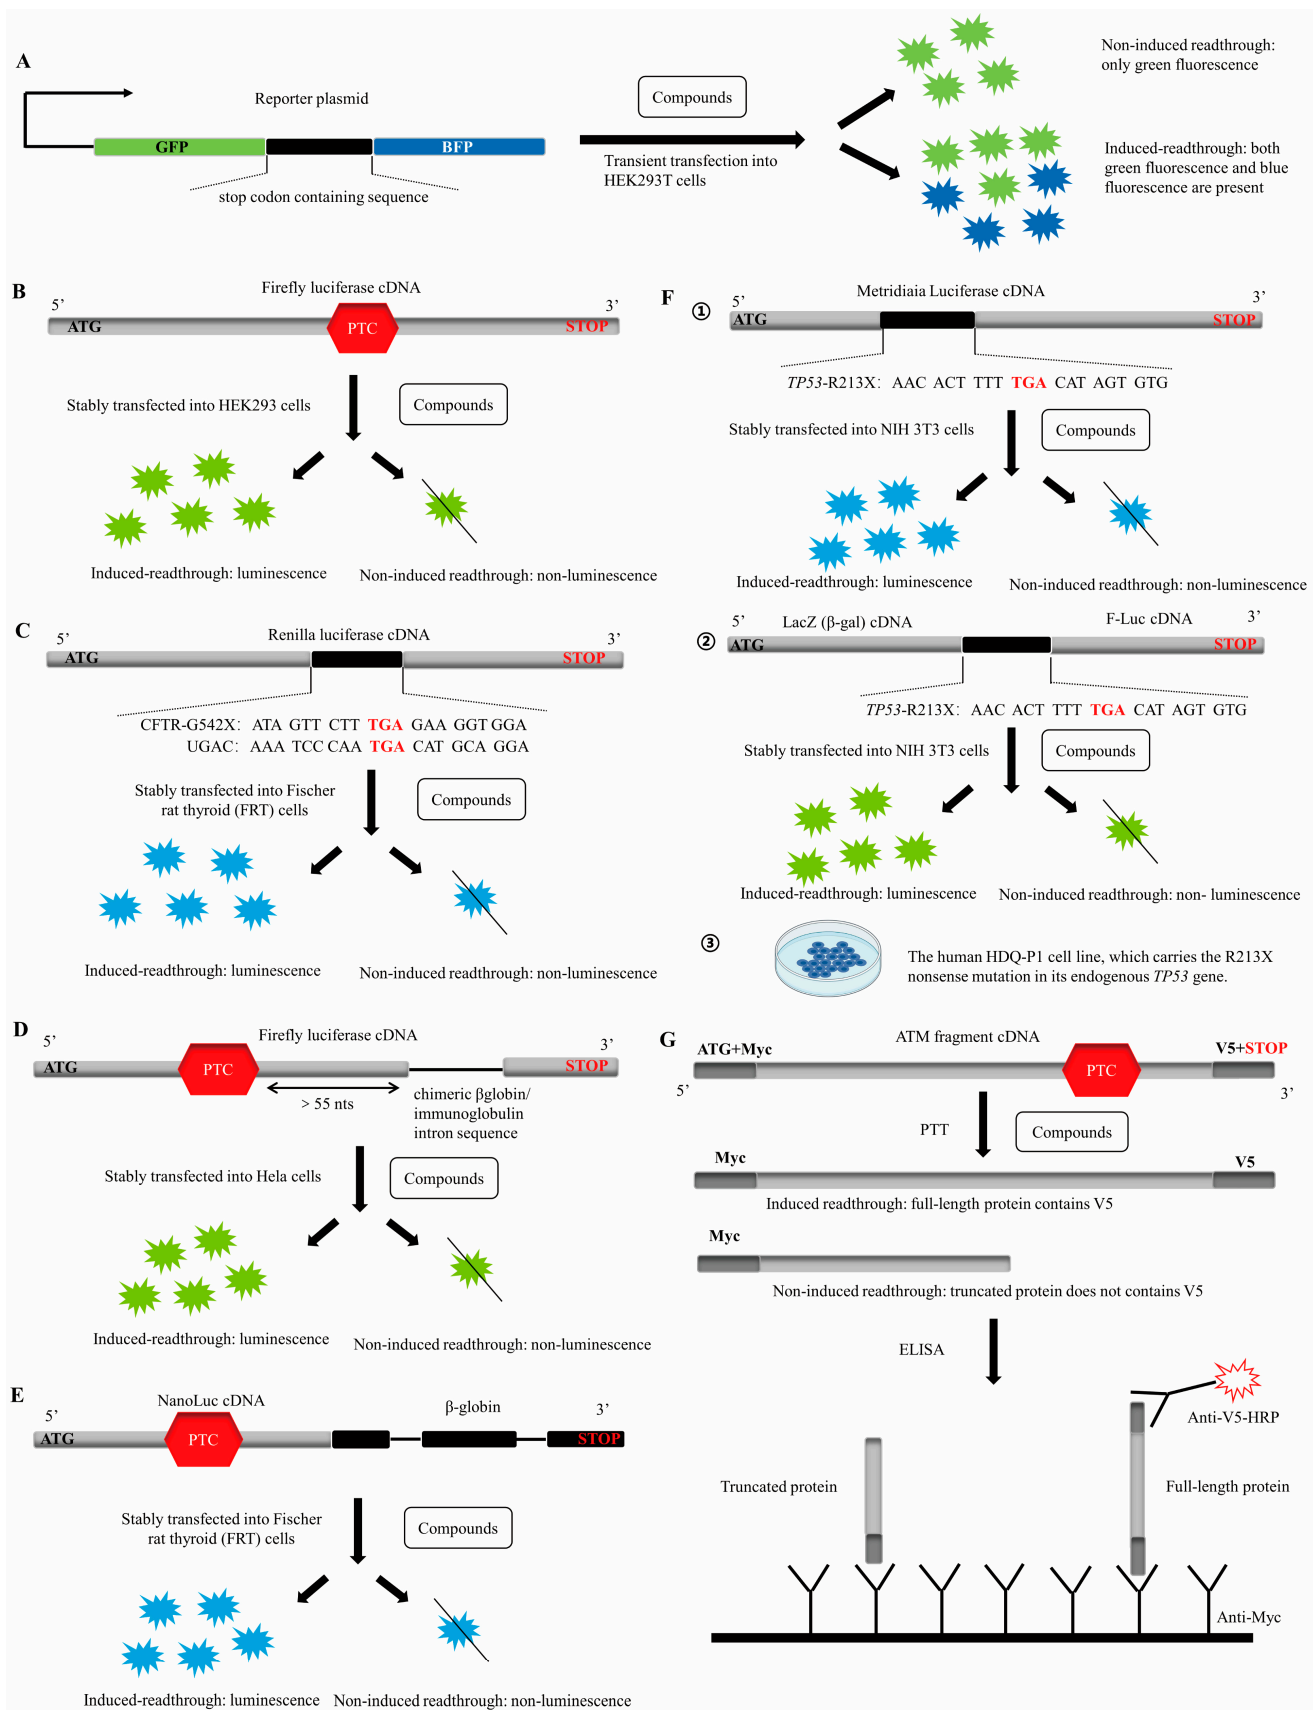 A
Reporter plasmid
GFP
BFP
stop codon containing sequence
Compounds
Transient transfection into
HEK293T cells
Non-induced readthrough:
only green fluorescence
Induced-readthrough: both
green fluorescence and blue
fluorescence are present
B
Firefly luciferase cDNA
5’
3’
ATG
PTC
STOP
Stably transfected into HEK293 cells
Compounds
Induced-readthrough: luminescence
Non-induced readthrough: non-luminescence
C
Renilla luciferase cDNA
5’
3’
ATG
STOP
CFTR-G542X: ATA GTT CTT TGA GAA GGT GGA
UGAC: AAA TCC CAA TGA CAT GCA GGA
Stably transfected into Fischer
rat thyroid (FRT) cells
Compounds
Induced-readthrough: luminescence
Non-induced readthrough: non-luminescence
D
Firefly luciferase cDNA
5’
3’
ATG
PTC
STOP
> 55 nts
chimeric βglobin/
immunoglobulin
intron sequence
Stably transfected into Hela cells
Compounds
Induced-readthrough: luminescence
Non-induced readthrough: non-luminescence
E
NanoLuc cDNA
β-globin
5’
3’
ATG
PTC
STOP
Stably transfected into Fischer
rat thyroid (FRT) cells
Compounds
Induced-readthrough: luminescence
Non-induced readthrough: non-luminescence
F
①
Metridiaia Luciferase cDNA
5’
3’
ATG
STOP
TP53-R213X: AAC ACT TTT TGA CAT AGT GTG
Stably transfected into NIH 3T3 cells
Compounds
Induced-readthrough: luminescence
Non-induced readthrough: non-luminescence
②
5’
LacZ (β-gal) cDNA
F-Luc cDNA
3’
ATG
STOP
TP53-R213X: AAC ACT TTT TGA CAT AGT GTG
Stably transfected into NIH 3T3 cells
Compounds
Induced-readthrough: luminescence
Non-induced readthrough: non- luminescence
③
The human HDQ-P1 cell line, which carries the R213X
nonsense mutation in its endogenous TP53 gene.
G
ATM fragment cDNA
ATG+Myc
V5+STOP
PTC
5’
3’
PTT
Compounds
Myc
V5
Induced readthrough: full-length protein contains V5
Myc
Non-induced readthrough: truncated protein does not contains V5
ELISA
Anti-V5-HRP
Truncated protein
Full-length protein
Anti-Myc